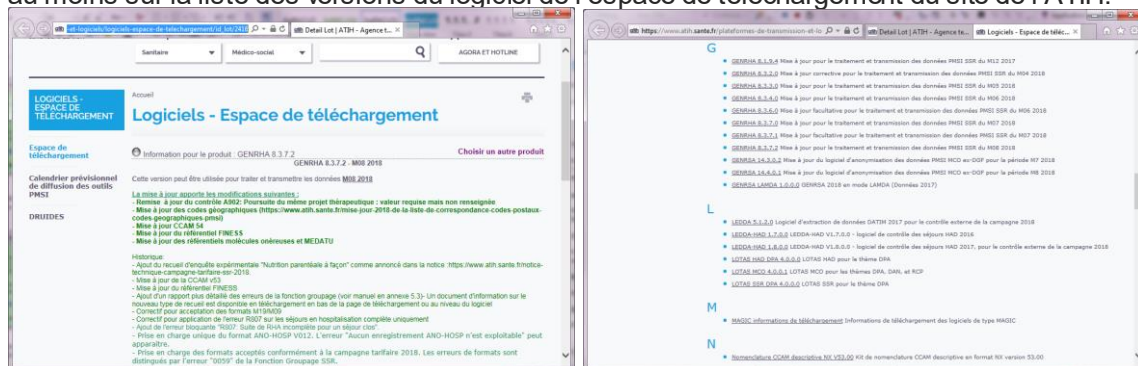 au moins sur la liste des versions du logiciel de l'espace de téléchargement du site de l'ATIH.
Detail Lot | ATIH - Agence t...
Sanitaire
Médico-social
AGORA ET HOTLINE
LOGICIELS -
ESPACE DE
TÉLÉCHARGEMENT
Accueil
Logiciels - Espace de téléchargement
Espace de
téléchargement
Calendrier prévisionnel
de diffusion des outils
PMSI
DRUIDES
Information pour le produit : GENRHA 8.3.7.2
Choisir un autre produit
GENRHA 8.3.7.2 - M08 2018
Cette version peut être utilisée pour traiter et transmettre les données M08 2018
La mise à jour apporte les modifications suivantes :
- Remise à jour du contrôle A902: Poursuite du même projet thérapeutique : valeur requise mais non renseignée
- Mise à jour des codes géographiques (https://www.atih.sante.fr/mise-jour-2018-de-la-liste-de-correspondance-codes-postaux-
codes-geographiques-pmsi)
- Mise à jour CCAM 54
- Mise à jour du référentiel FINESS
- Mise à jour des référentiels molécules onéreuses et MEDATU
Historique:
- Ajout du recueil d'enquête expérimentale "Nutrition parentéale à façon" comme annoncé dans la notice :https://www.atih.sante.fr/notice-
technique-campagne-tarifaire-ssr-2018.
- Mise à jour de la CCAM v53
- Mise à jour du référentiel FINESS
- Ajout d'un rapport plus détaillé des erreurs de la fonction groupage (voir manuel en annexe 5.3)- Un document d'information sur le
nouveau type de recueil est disponible en téléchargement en bas de la page de téléchargement ou au niveau du logiciel
- Correctif pour acceptation des formats M19/M09
- Correctif pour application de l'erreur R807 sur les séjours en hospitalisation complète uniquement
- Ajout de l'erreur bloquante "R807: Suite de RHA incomplète pour un séjour clos".
- Prise en charge unique du format ANO-HOSP V012. L'erreur "Aucun enregistrement ANO-HOSP n'est exploitable" peut
apparaître.
- Prise en charge des formats acceptés conformément à la campagne tarifaire 2018. Les erreurs de formats sont
distingués par l'erreur "0059" de la Fonction Groupage SSR.
https://www.atih.sante.fr/plateformes-de-transmission-et-lo
Detail Lot | ATIH - Agence te...
Logiciels - Espace de téléc...
G
GENRHA 8.1.9.4 Mise à jour pour le traitement et transmission des données PMSI SSR du M12 2017
GENRHA 8.3.2.0 Mise à jour corrective pour le traitement et transmission des données PMSI SSR du M04 2018
GENRHA 8.3.3.0 Mise à jour pour le traitement et transmission des données PMSI SSR du M05 2018
GENRHA 8.3.4.0 Mise à jour pour le traitement et transmission des données PMSI SSR du M06 2018
GENRHA 8.3.6.0 Mise à jour facultative pour le traitement et transmission des données PMSI SSR du M06 2018
GENRHA 8.3.7.0 Mise à jour pour le traitement et transmission des données PMSI SSR du M07 2018
GENRHA 8.3.7.1 Mise à jour facultative pour le traitement et transmission des données PMSI SSR du M07 2018
GENRHA 8.3.7.2 Mise à jour pour le traitement et transmission des données PMSI SSR du M08 2018
GENRSA 14.3.0.2 Mise à jour du logiciel d'anonymisation des données PMSI MCO ex-DGF pour la période M7 2018
GENRSA 14.4.0.1 Mise à jour du logiciel d'anonymisation des données PMSI MCO ex-DGF pour la période M8 2018
GENRSA LAMDA 1.0.0.0 GENRSA 2018 en mode LAMDA (Données 2017)
L
LEDDA 5.1.2.0 Logiciel d'extraction de données DATIM 2017 pour le contrôle externe de la campagne 2018
LEDDA-HAD 1.7.0.0 LEDDA-HAD V1.7.0.0 - logiciel de contrôle des séjours HAD 2016
LEDDA-HAD 1.8.0.0 LEDDA-HAD V1.8.0.0 - logiciel de contrôle des séjours HAD 2017, pour le contrôle externe de la campagne 2018
LOTAS HAD DPA 4.0.0.0 LOTAS HAD pour le thème DPA
LOTAS MCO 4.0.0.1 LOTAS MCO pour les thèmes DPA, DAN, et RCP
LOTAS SSR DPA 4.0.0.0 LOTAS SSR pour le thème DPA
M
MAGIC informations de téléchargement Informations de téléchargement des logiciels de type MAGIC
N
Nomenclature CCAM descriptive NX V53.00 Kit de nomenclature CCAM descriptive en format NX version 53.00